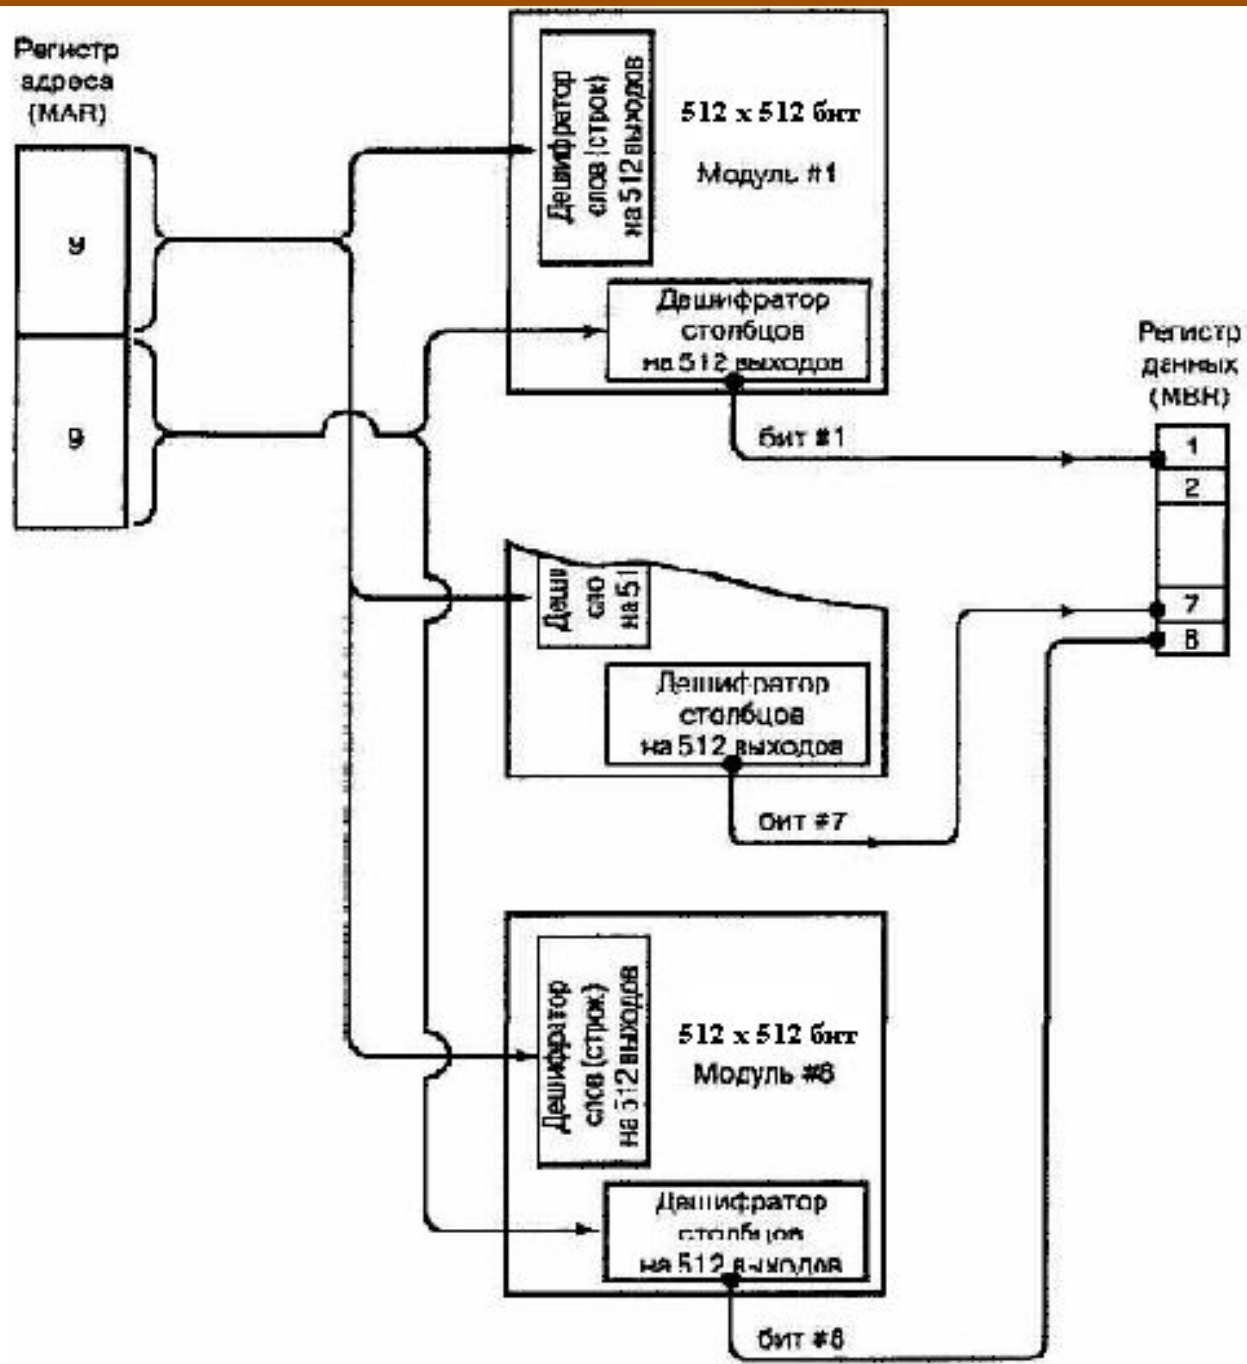 Регистр
адреса
(MAR)
9
9
Дешифратор
слов (строк)
на 512 выходов
512 x 512 бит
Модуль #1
Дешифратор
столбцов
на 512 выходов
бит #1
Регистр
данных
(MBR)
1
2
7
8
Деши
сло
на 51
Дешифратор
столбцов
на 512 выходов
бит #7
Дешифратор
слов (строк)
на 512 выходов
512 x 512 бит
Модуль #8
Дешифратор
столбцов
на 512 выходов
бит #8